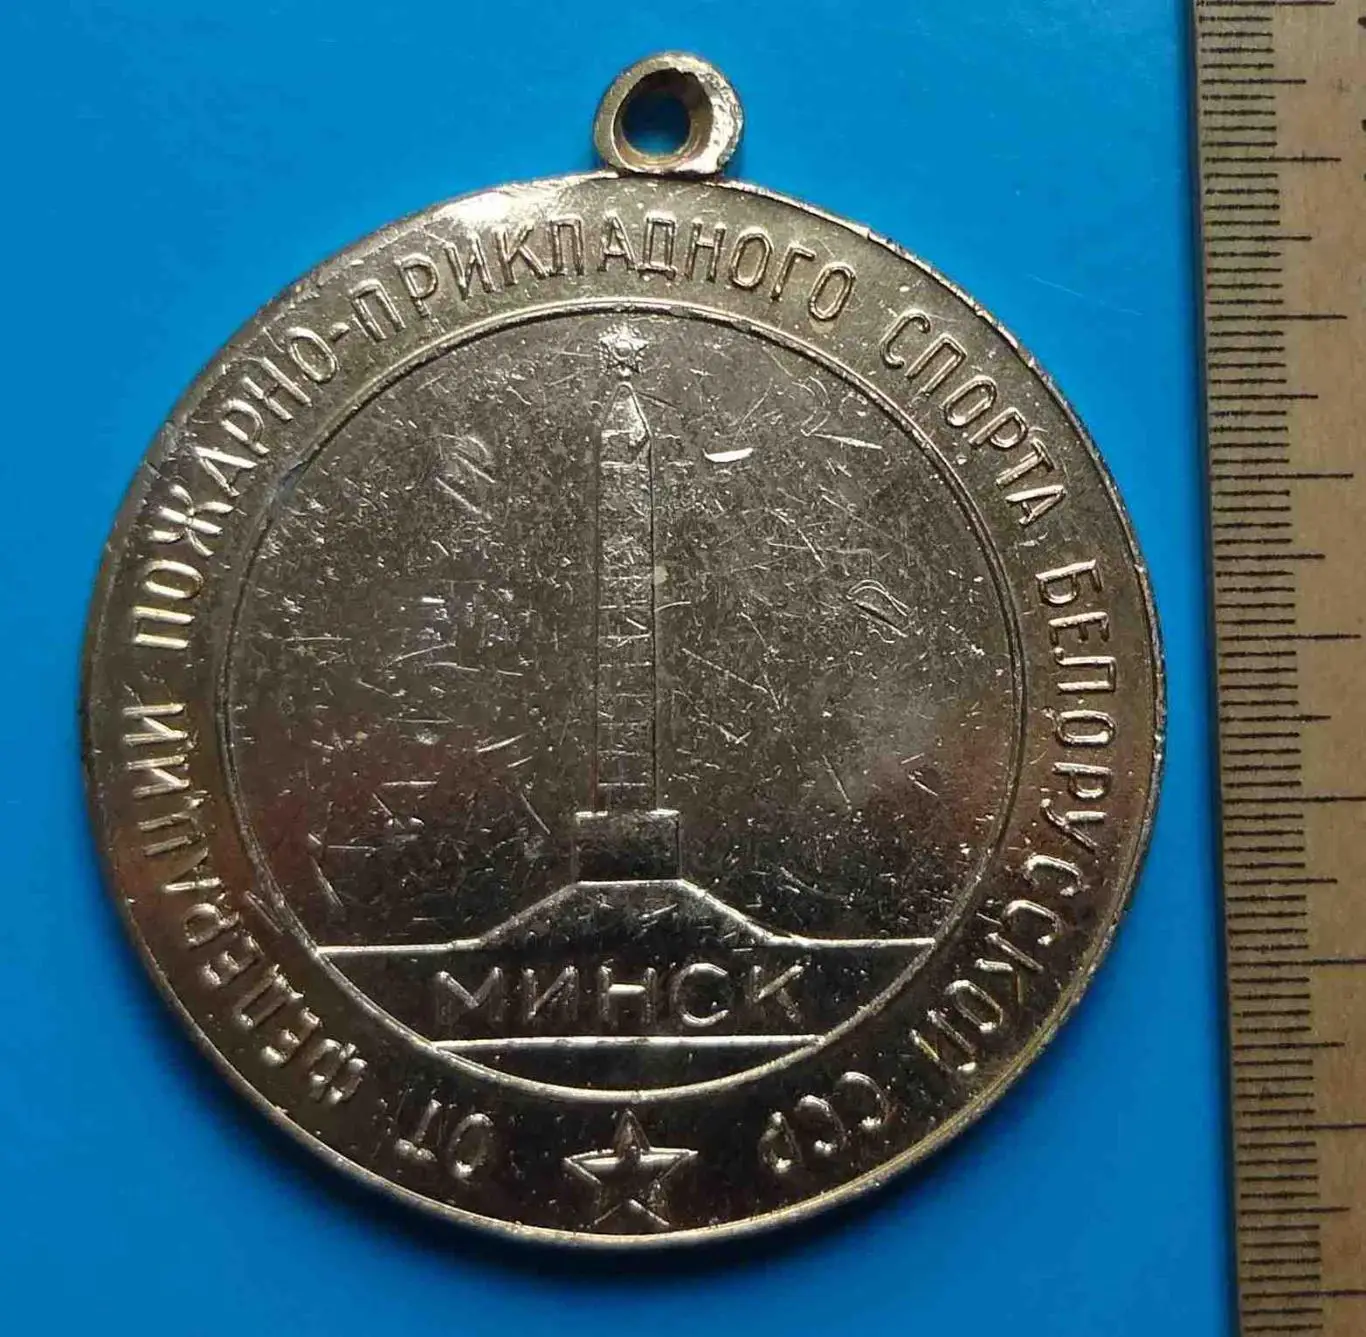 ОТ ФЕДЕРАЦИИ ПОЖАРНО-ПРИКЛАДНОГО СПОРТА БЕЛОРУССКОЙ ССР
МИНСК